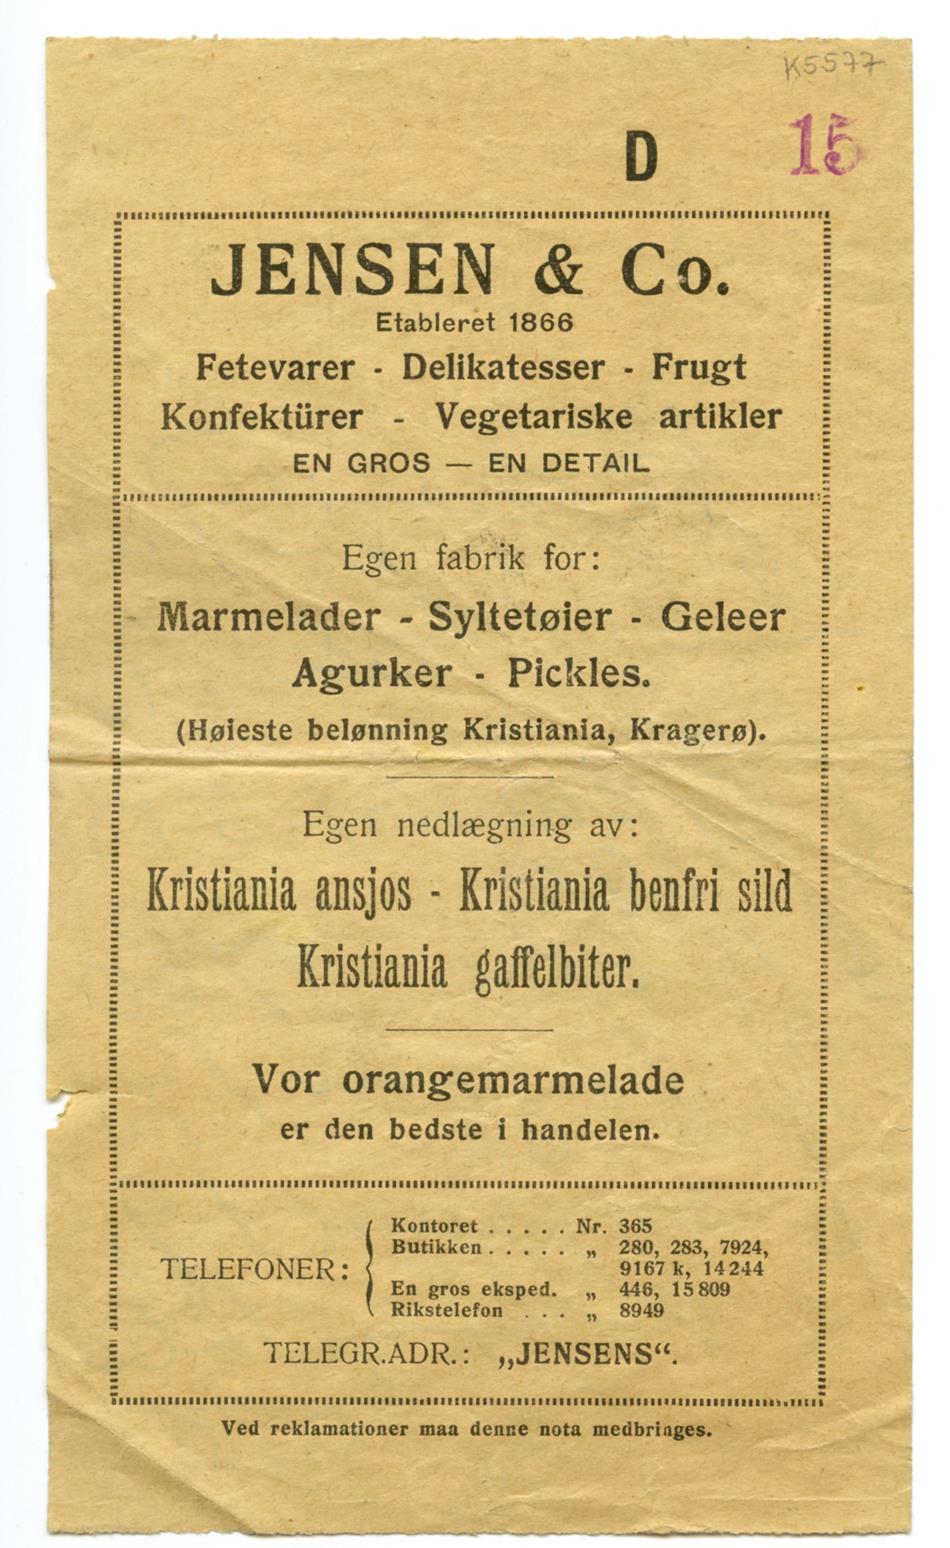 K5577
D 15
JENSEN & Co.
Etableret 1866
Fetevarer - Delikatesser - Frugt
Konfektürer - Vegetariske artikler
EN GROS — EN DETAIL
Egen fabrik for:
Marmelader - Syltetøier - Geleer
Agurker - Pickles.
(Høieste belønning Kristiania, Kragerø).
Egen nedlægning av:
Kristiania ansjos - Kristiania benfri sild
Kristiania gaffelbiter.
Vor orangemarmelade
er den bedste i handelen.
TELEFONER:
Kontoret . . . . . Nr. 365
Butikken . . . . . „ 280, 283, 7924,
9167 k, 14244
En gros eksped. „ 446, 15809
Rikstelefon . . . „ 8949
TELEGR.ADR.: „JENSENS“.
Ved reklamationer maa denne nota medbringes.